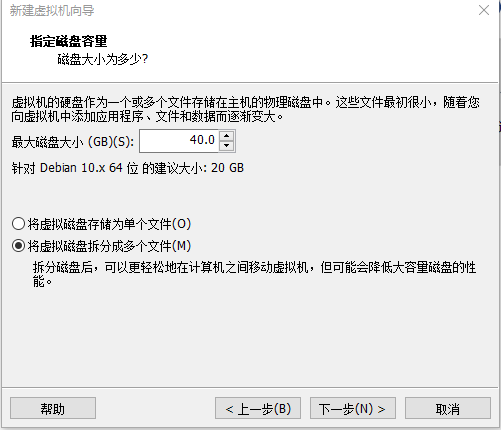 新建虚拟机向导
指定磁盘容量
磁盘大小为多少?
虚拟机的硬盘作为一个或多个文件存储在主机的物理磁盘中。这些文件最初很小，随着您
向虚拟机中添加应用程序、文件和数据而逐渐变大。
最大磁盘大小 (GB)(S): 40.0
针对 Debian 10.x 64 位 的建议大小: 20 GB
将虚拟磁盘存储为单个文件(O)
将虚拟磁盘拆分成多个文件(M)
拆分磁盘后，可以更轻松地在计算机之间移动虚拟机，但可能会降低大容量磁盘的性
能。
帮助 < 上一步(B) 下一步(N) > 取消